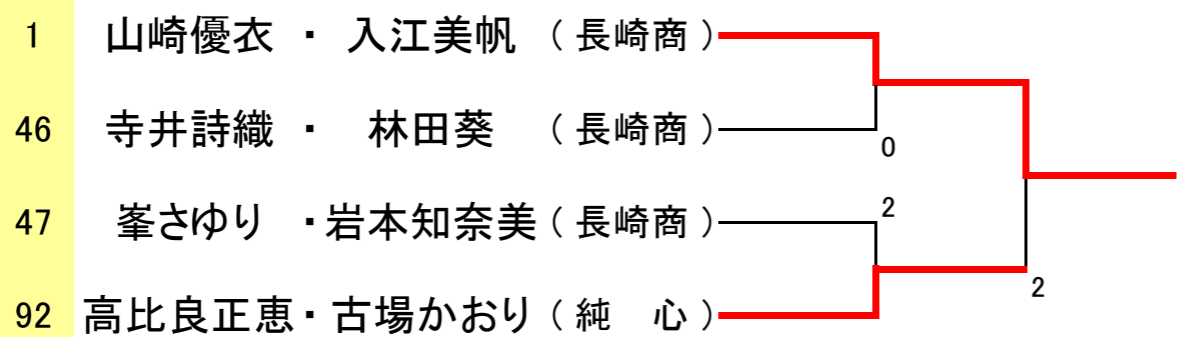 1 山崎優衣 ・ 入江美帆 （ 長崎商 ）
46 寺井詩織 ・ 林田葵 （ 長崎商 ）
0
47 峯さゆり ・岩本知奈美 （ 長崎商 ）
2
92 高比良正恵・古場かおり （ 純 心 ）
2